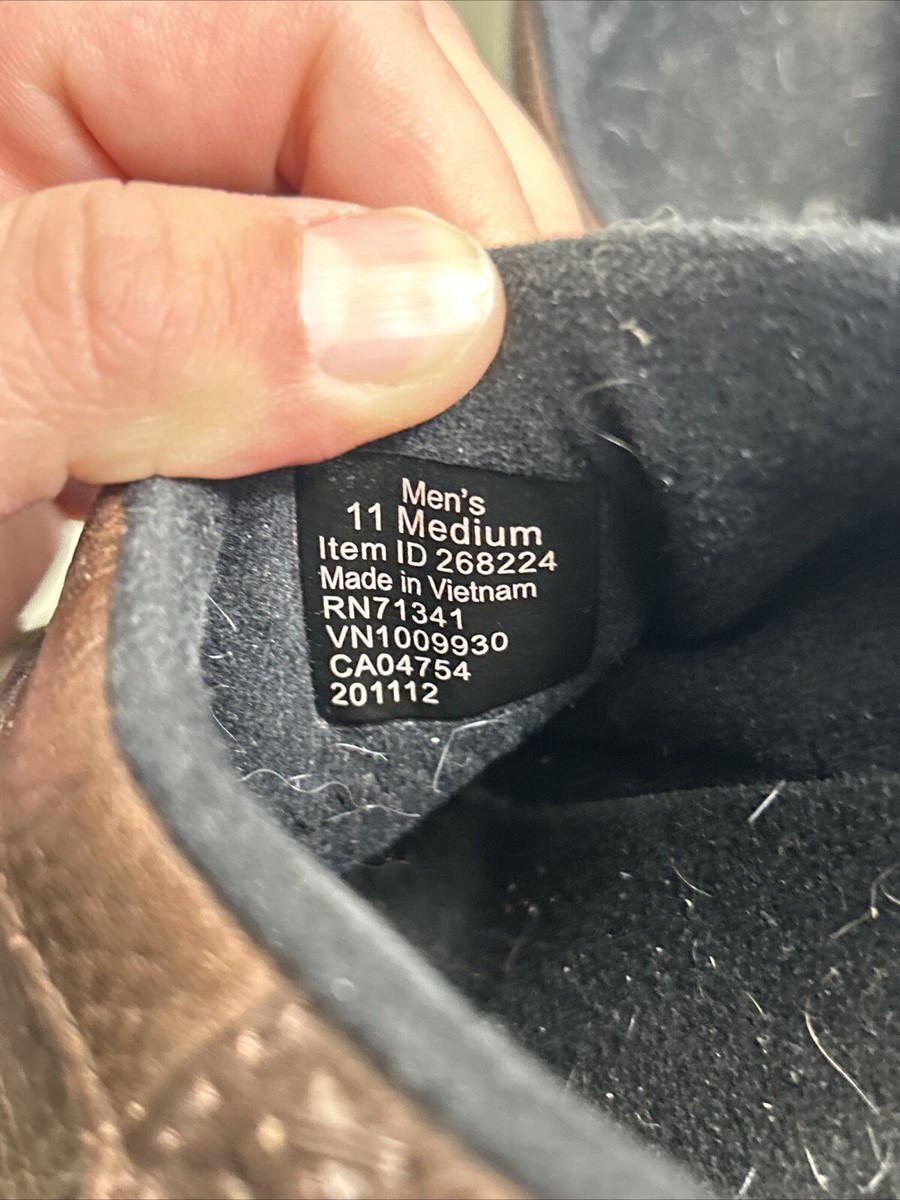 Men's
11 Medium
Item ID 268224
Made in Vietnam
RN71341
VN1009930
CA04754
201112